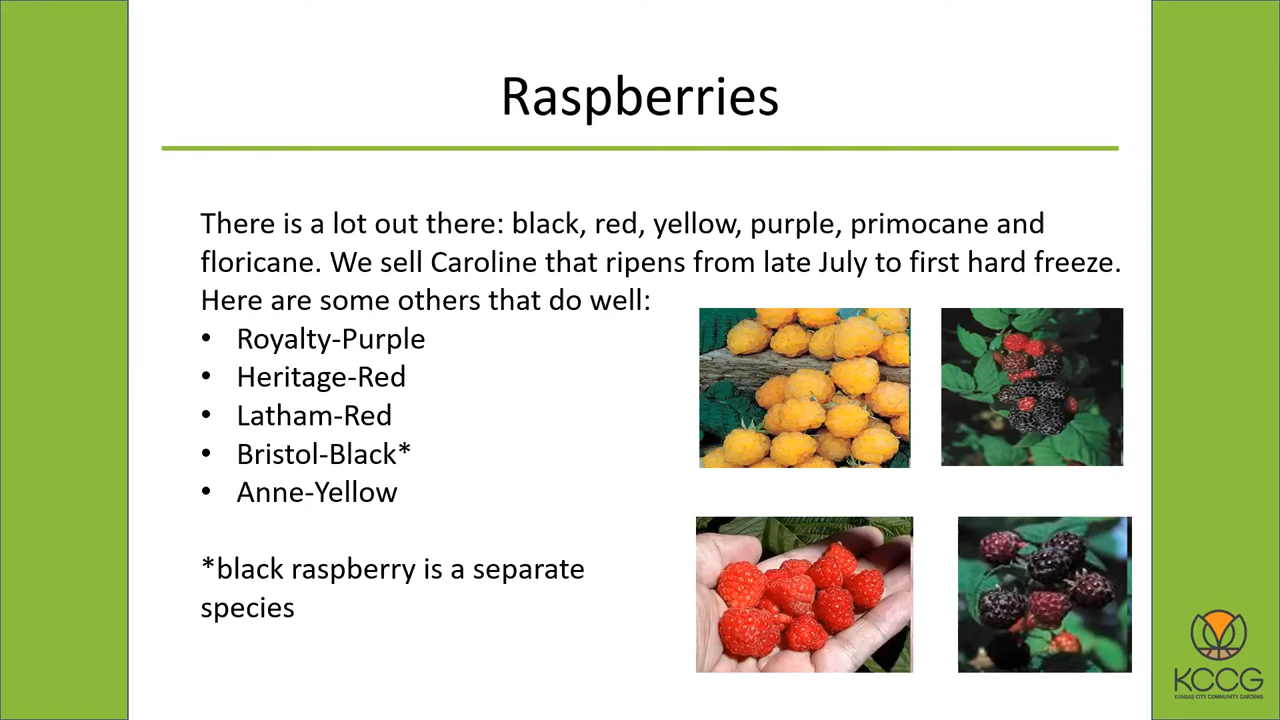 Raspberries
There is a lot out there: black, red, yellow, purple, primocane and
floricane. We sell Caroline that ripens from late July to first hard freeze.
Here are some others that do well:
• Royalty-Purple
• Heritage-Red
• Latham-Red
• Bristol-Black*
• Anne-Yellow
*black raspberry is a separate
species
KCCG
KANSAS CITY COMMUNITY GARDENS